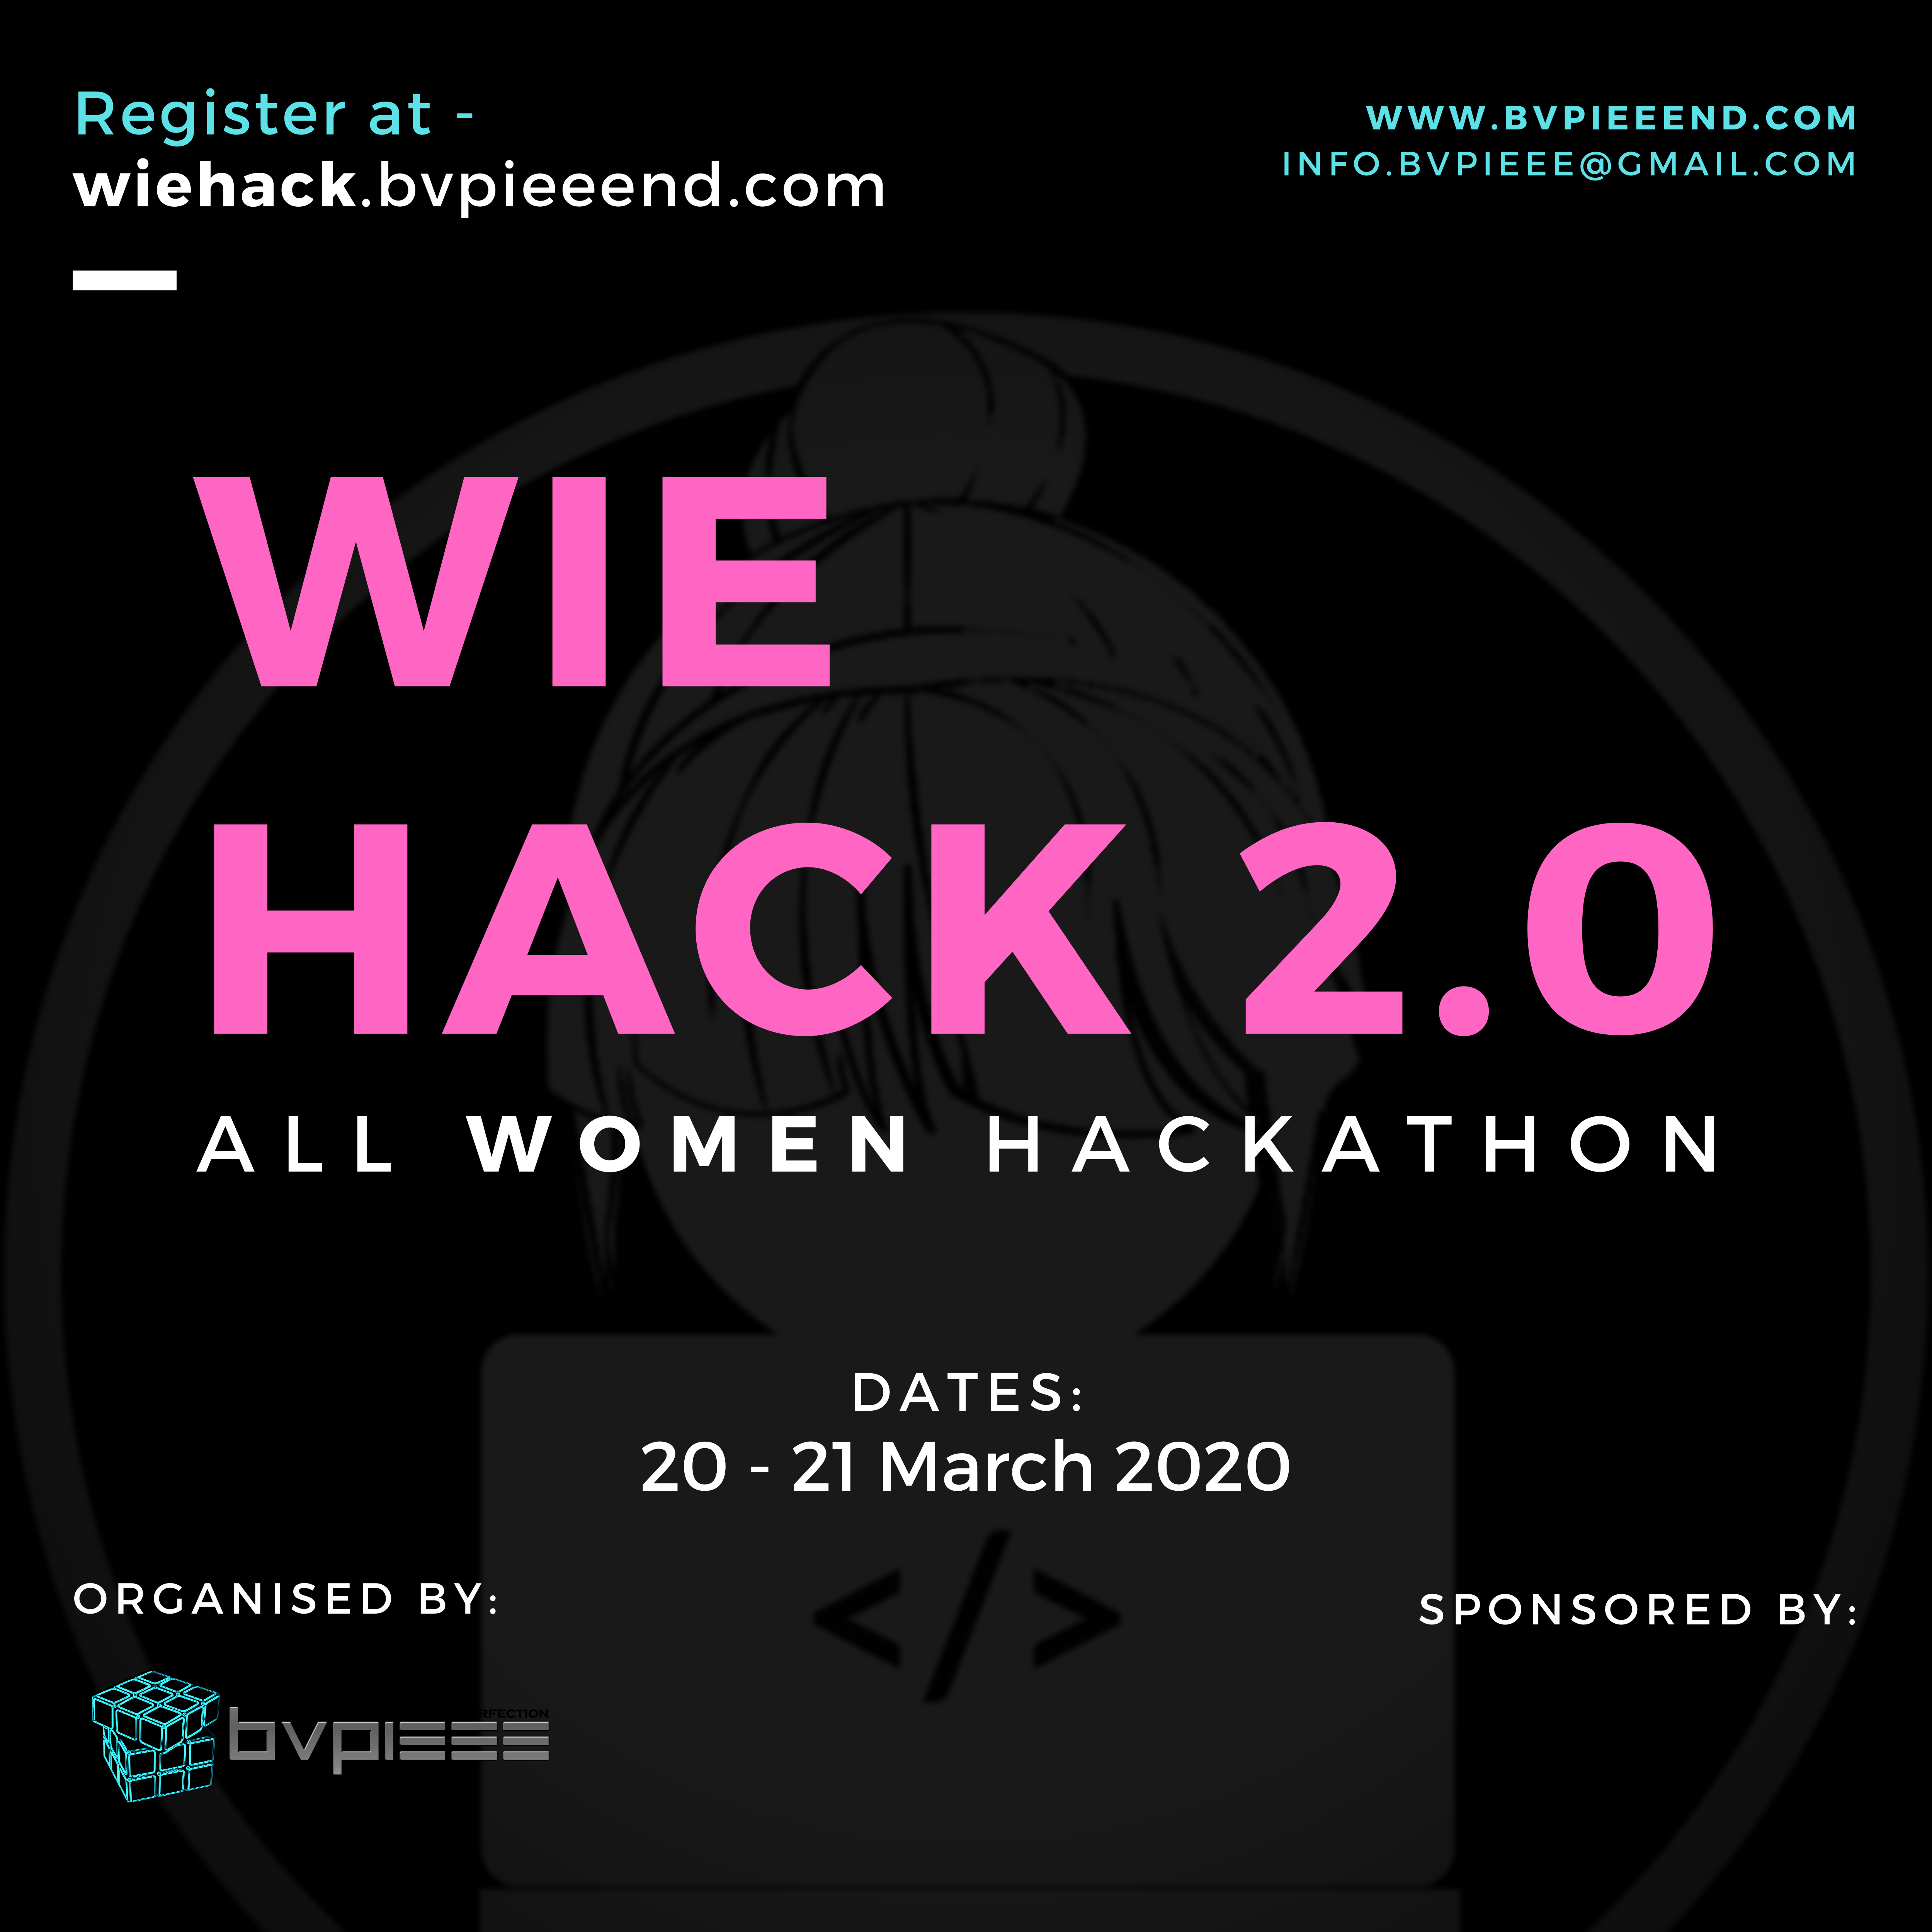 Register at -
wiehack.bvpieeend.com
WWW.BVPIEEEND.COM
INFO.BVPIEEE@GMAIL.COM
WIE
HACK 2.0
ALL WOMEN HACKATHON
DATES:
20 - 21 March 2020
</>
ORGANISED BY:
SPONSORED BY:
RFECTION
bvpieee